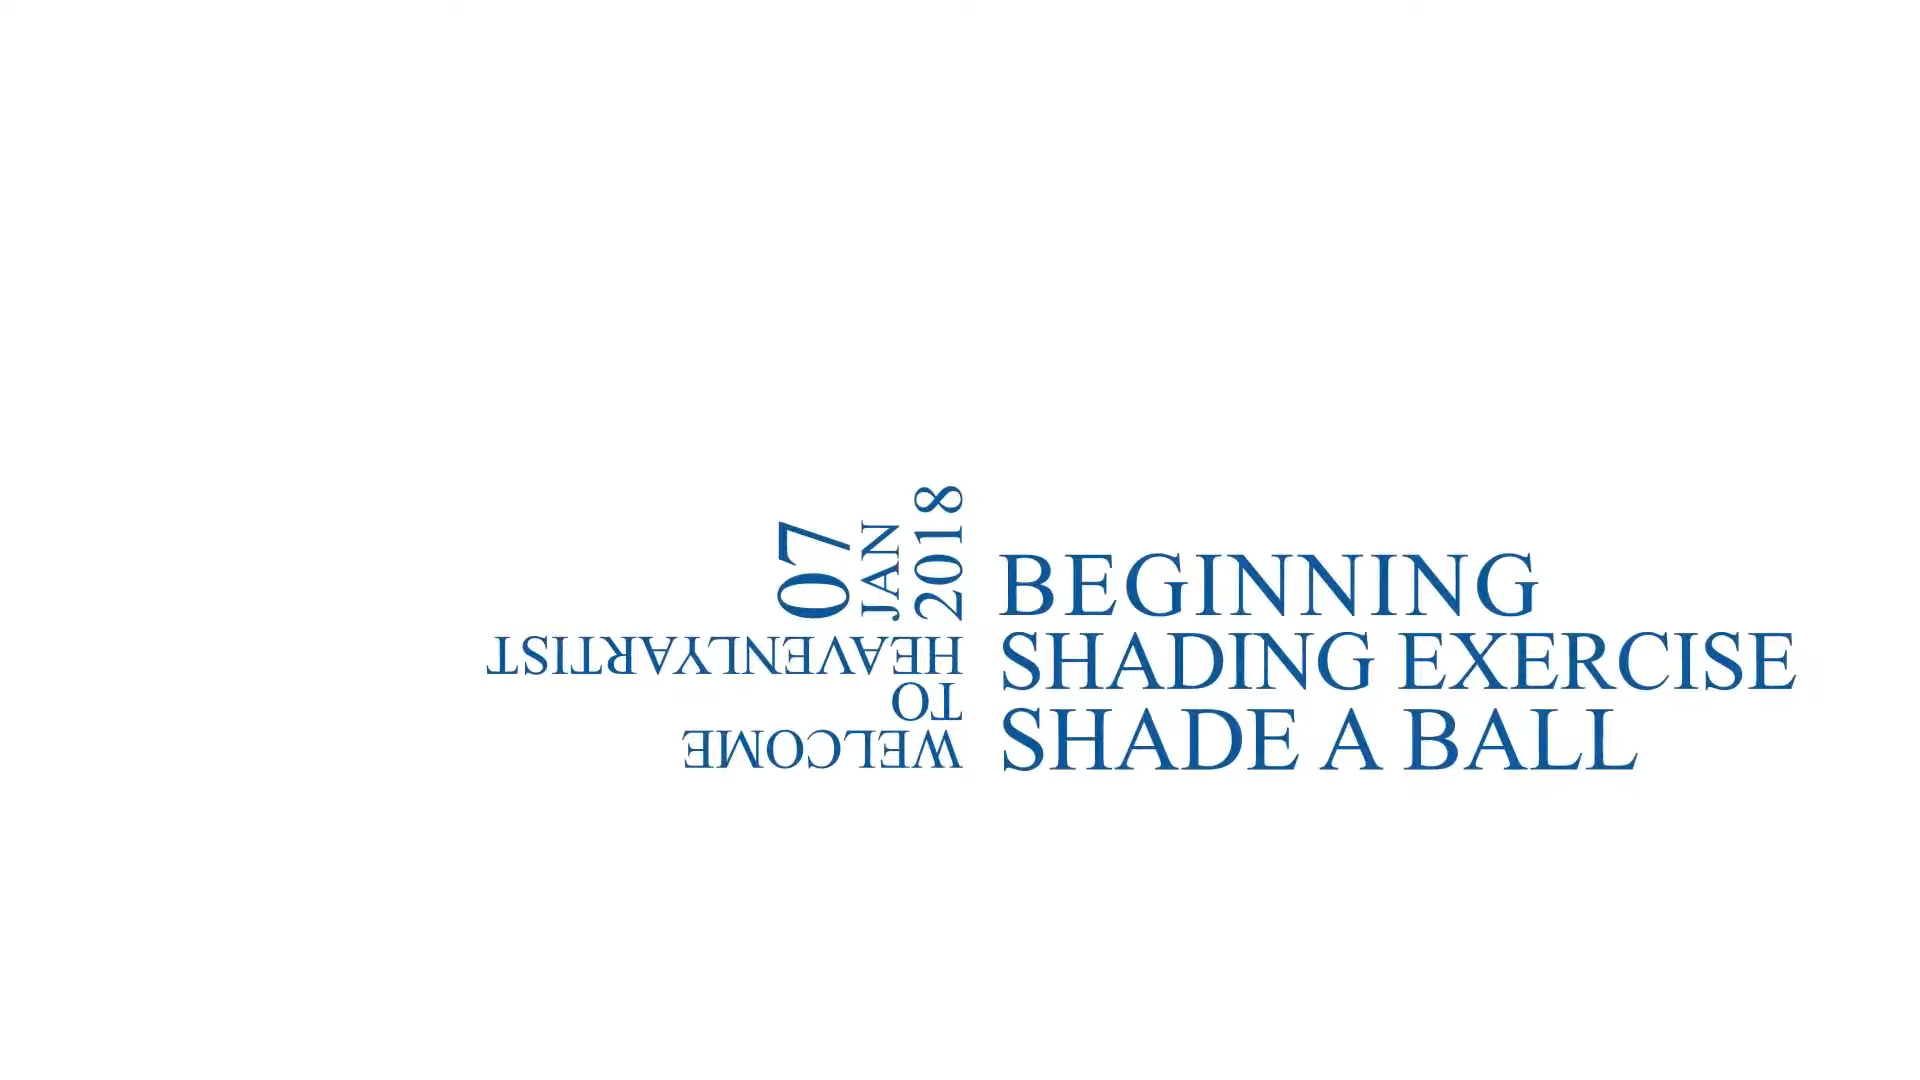 WELCOME
TO
HEAVENLYARTIST
07
JAN
2018
BEGINNING
SHADING EXERCISE
SHADE A BALL